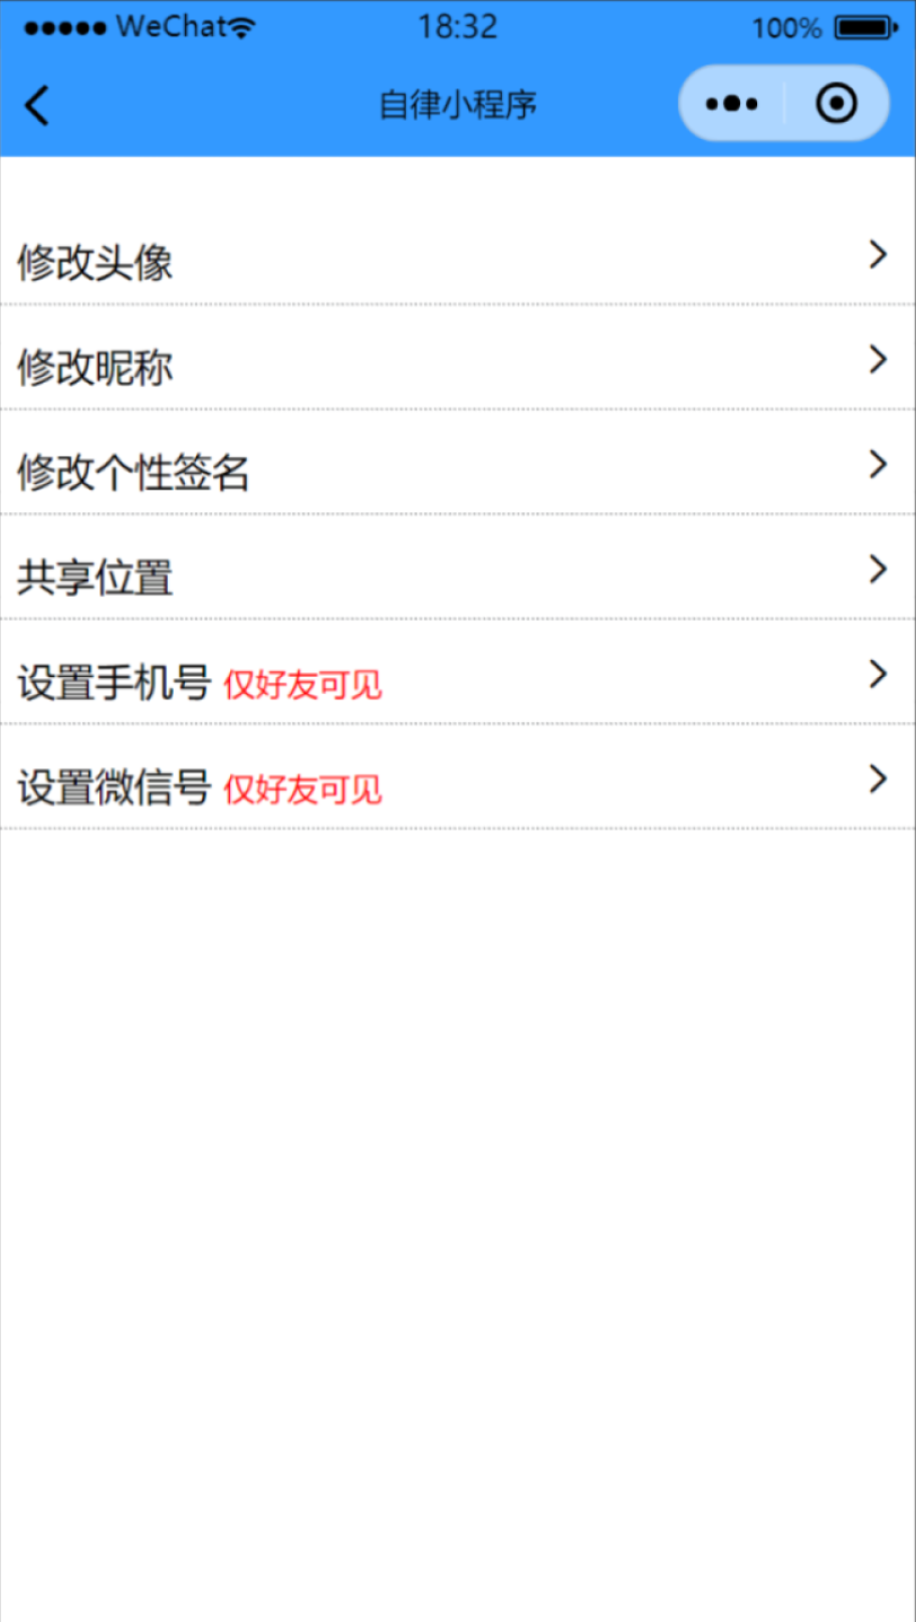 WeChat 18:32 100%
自律小程序
修改头像
修改昵称
修改个性签名
共享位置
设置手机号 仅好友可见
设置微信号 仅好友可见